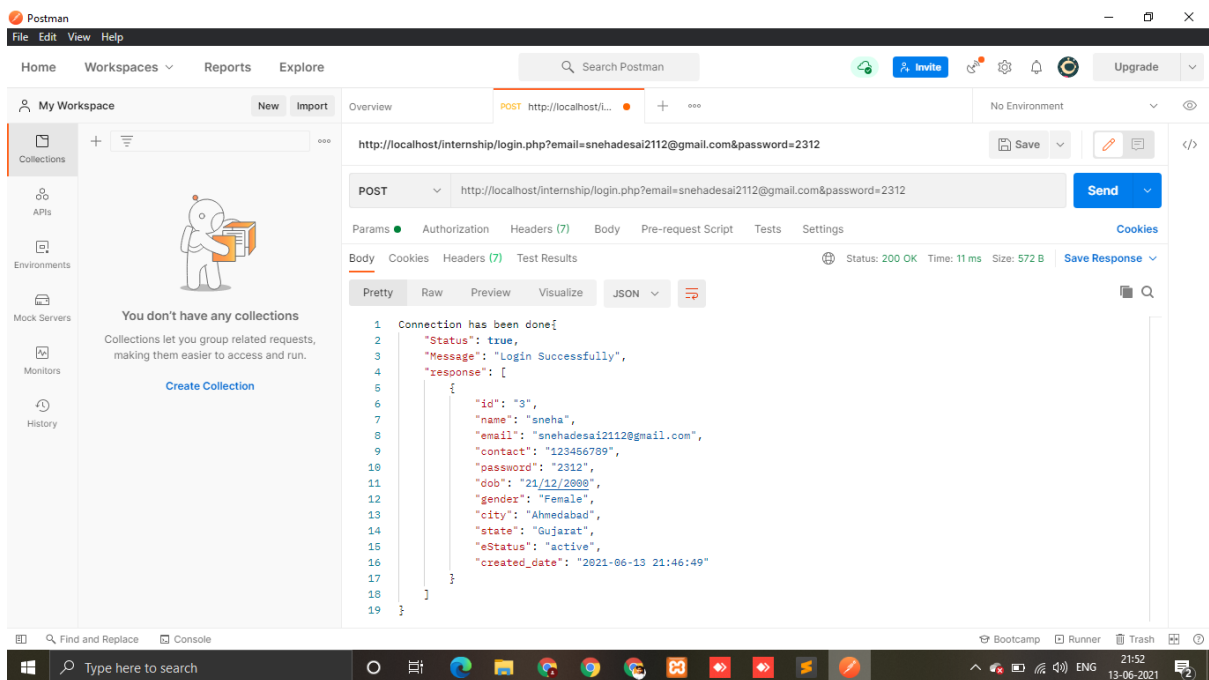 Postman
File Edit View Help
Home Workspaces Reports Explore Search Postman Invite Upgrade
My Workspace New Import Overview POST http://localhost/i... No Environment
Collections
APIs
Environments
Mock Servers
Monitors
History
You don't have any collections
Collections let you group related requests,
making them easier to access and run.
Create Collection
http://localhost/internship/login.php?email=snehadesai2112@gmail.com&password=2312 Save
POST http://localhost/internship/login.php?email=snehadesai2112@gmail.com&password=2312 Send
Params Authorization Headers (7) Body Pre-request Script Tests Settings Cookies
Body Cookies Headers (7) Test Results Status: 200 OK Time: 11 ms Size: 572 B Save Response
Pretty Raw Preview Visualize JSON
1 Connection has been done{
2 "Status": true,
3 "Message": "Login Successfully",
4 "response": [
5 {
6 "id": "3",
7 "name": "sneha",
8 "email": "snehadesai2112@gmail.com",
9 "contact": "123456789",
10 "password": "2312",
11 "dob": "21/12/2000",
12 "gender": "Female",
13 "city": "Ahmedabad",
14 "state": "Gujarat",
15 "eStatus": "active",
16 "created_date": "2021-06-13 21:46:49"
17 }
18 ]
19 }
Find and Replace Console Bootcamp Runner Trash
Type here to search ENG 21:52
13-06-2021 2